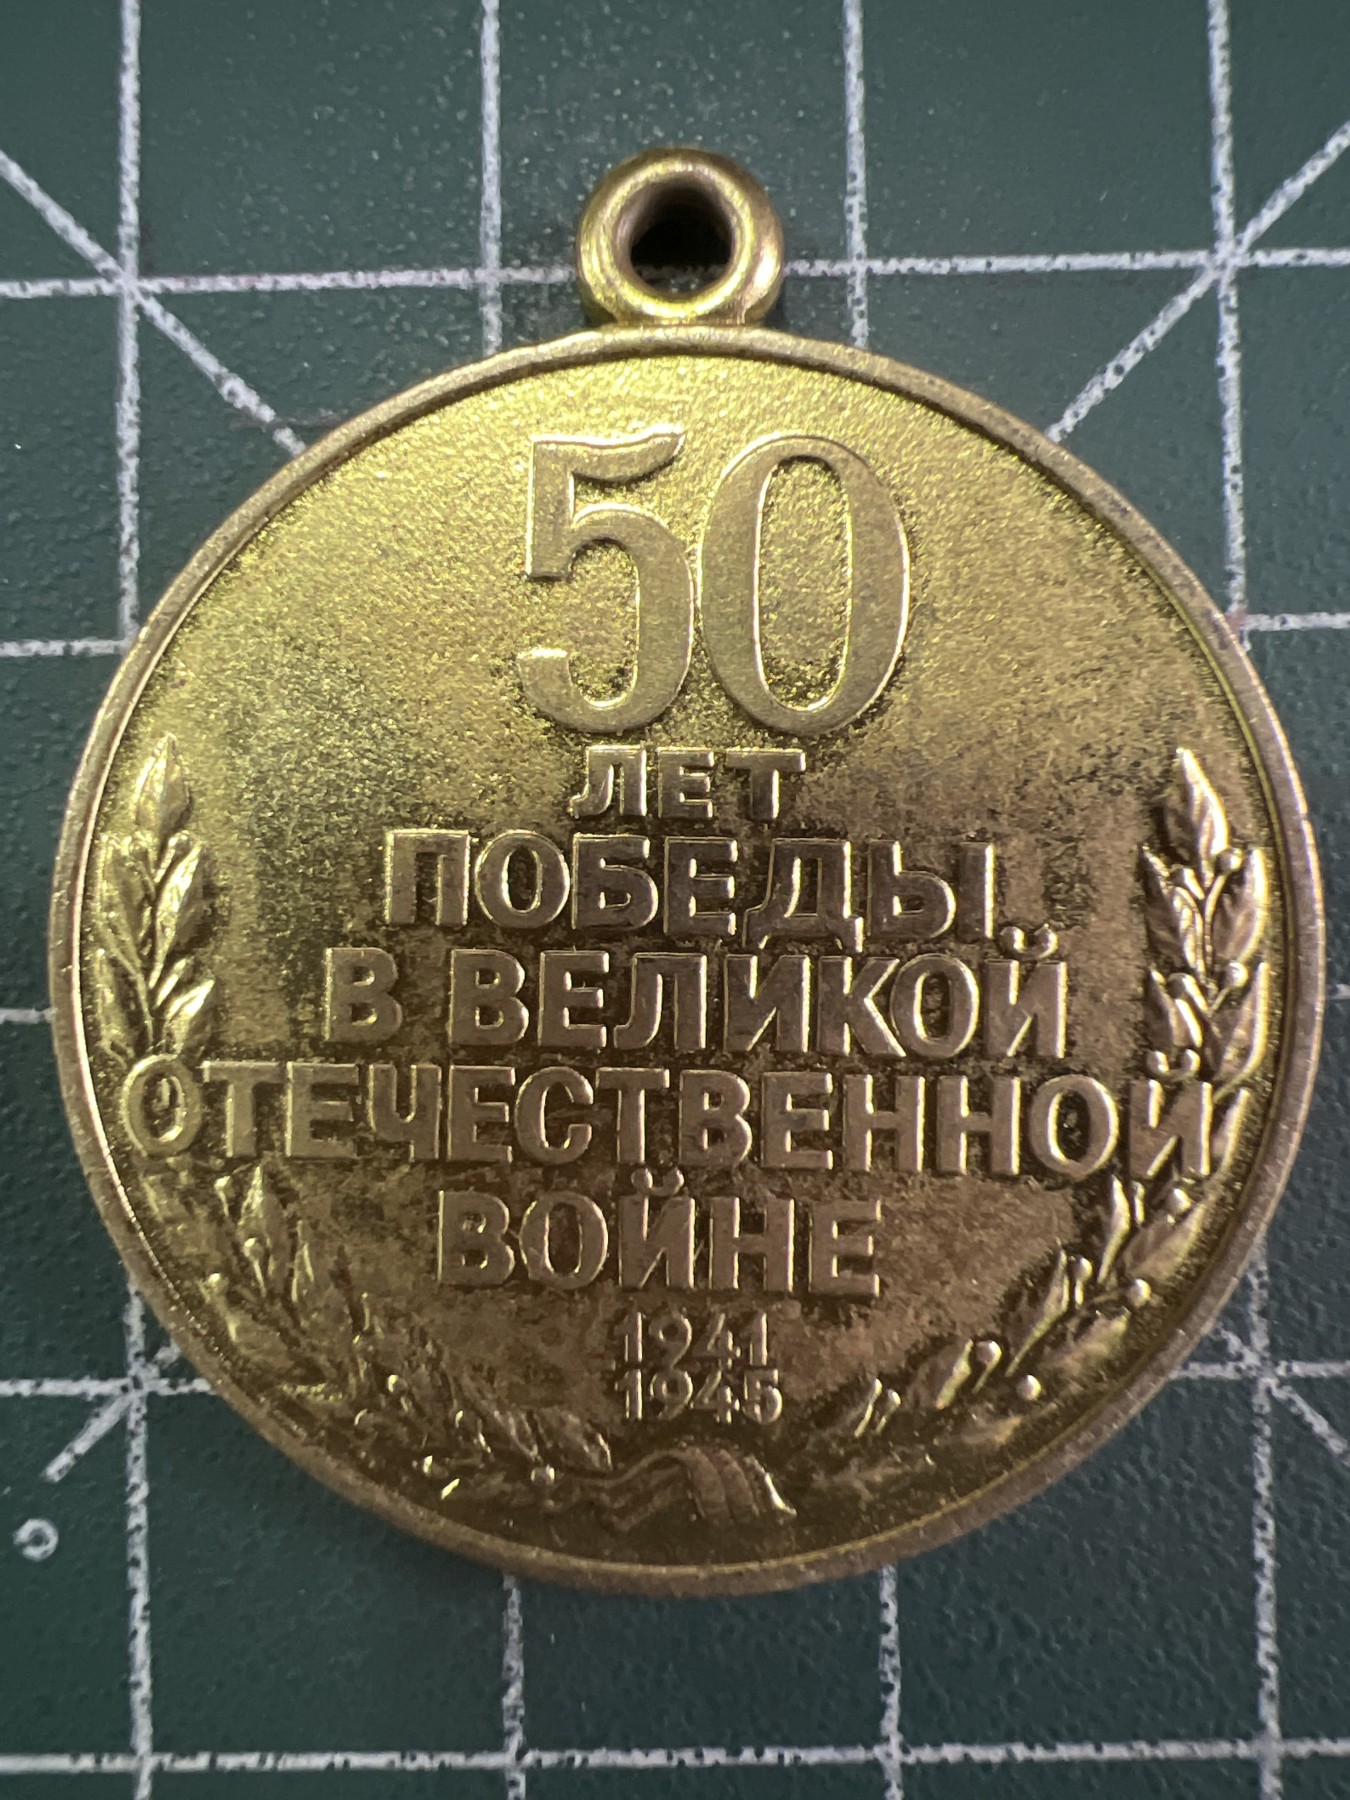 50
ЛЕТ
ПОБЕДЫ
В ВЕЛИКОЙ
ОТЕЧЕСТВЕННОЙ
ВОЙНЕ
1941
1945